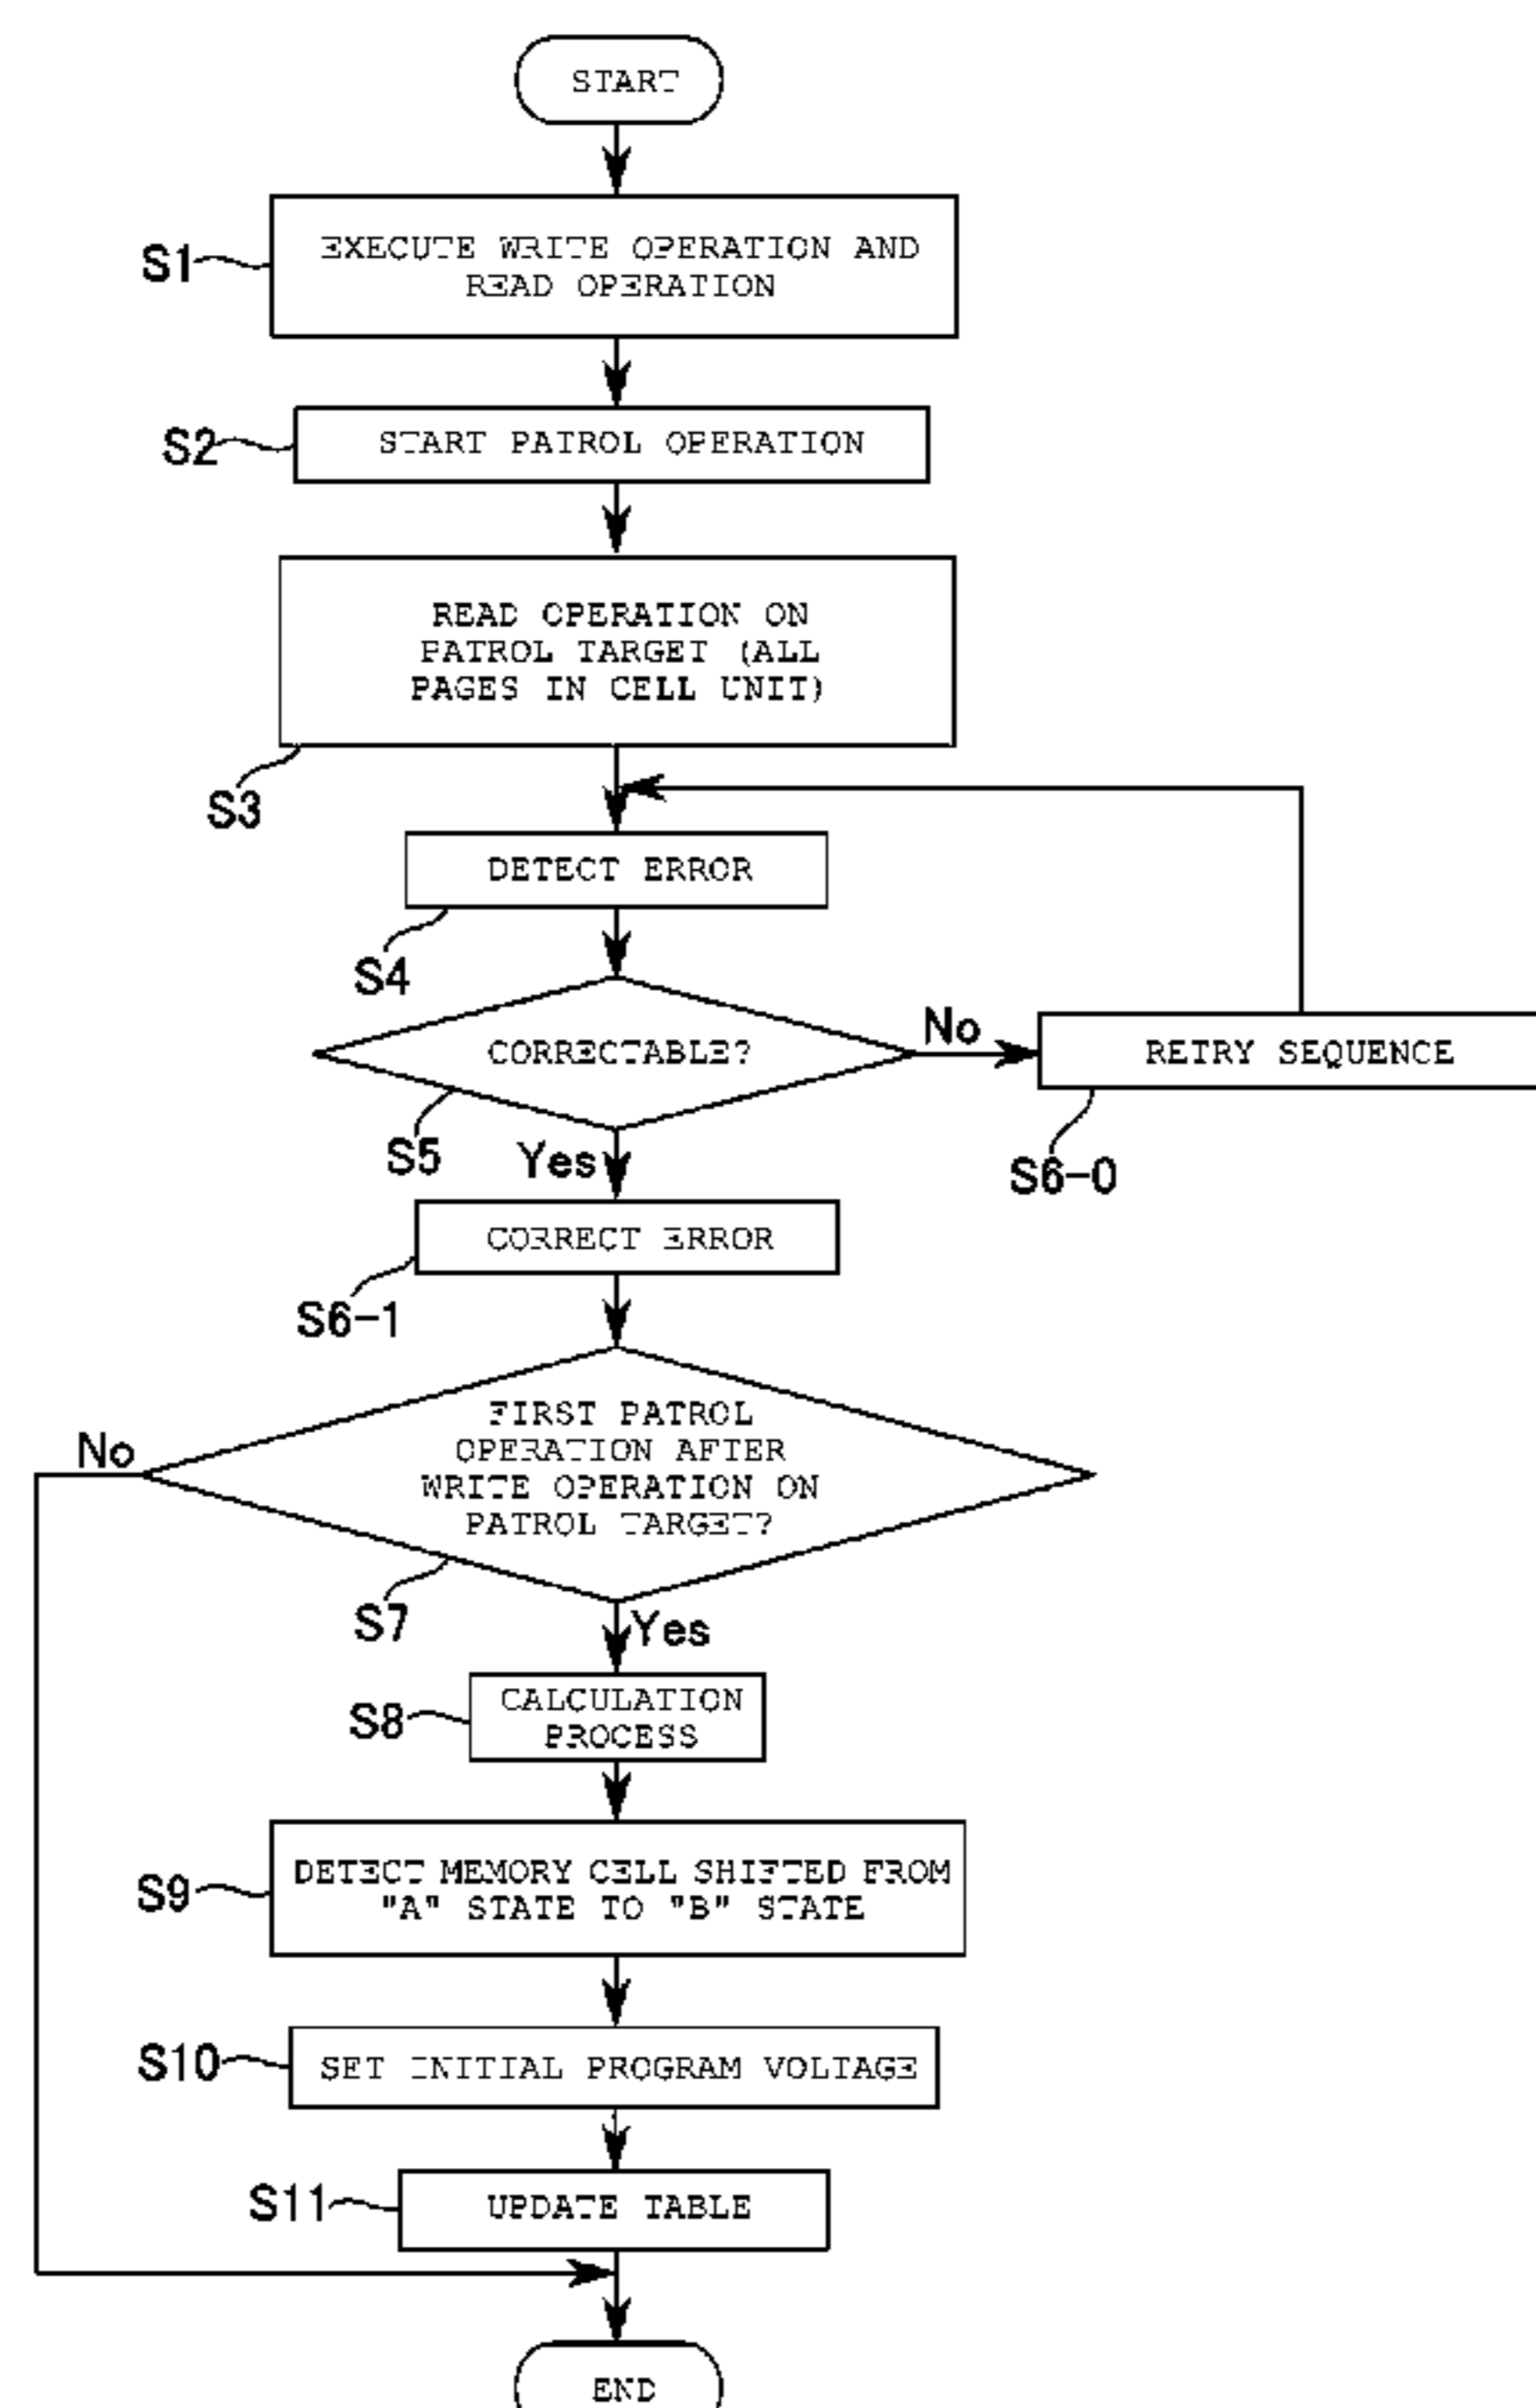 START
S1
EXECUTE WRITE OPERATION AND
READ OPERATION
S2
START PATROL OPERATION
READ OPERATION ON
PATROL TARGET (ALL
PAGES IN CELL UNIT)
S3
DETECT ERROR
S4
CORRECTABLE?
No
RETRY SEQUENCE
S5
Yes
S6-0
CORRECT ERROR
S6-1
FIRST PATROL
OPERATION AFTER
WRITE OPERATION ON
PATROL TARGET?
No
S7
Yes
S8
CALCULATION
PROCESS
S9
DETECT MEMORY CELL SHIFTED FROM
"A" STATE TO "B" STATE
S10
SET INITIAL PROGRAM VOLTAGE
S11
UPDATE TABLE
END